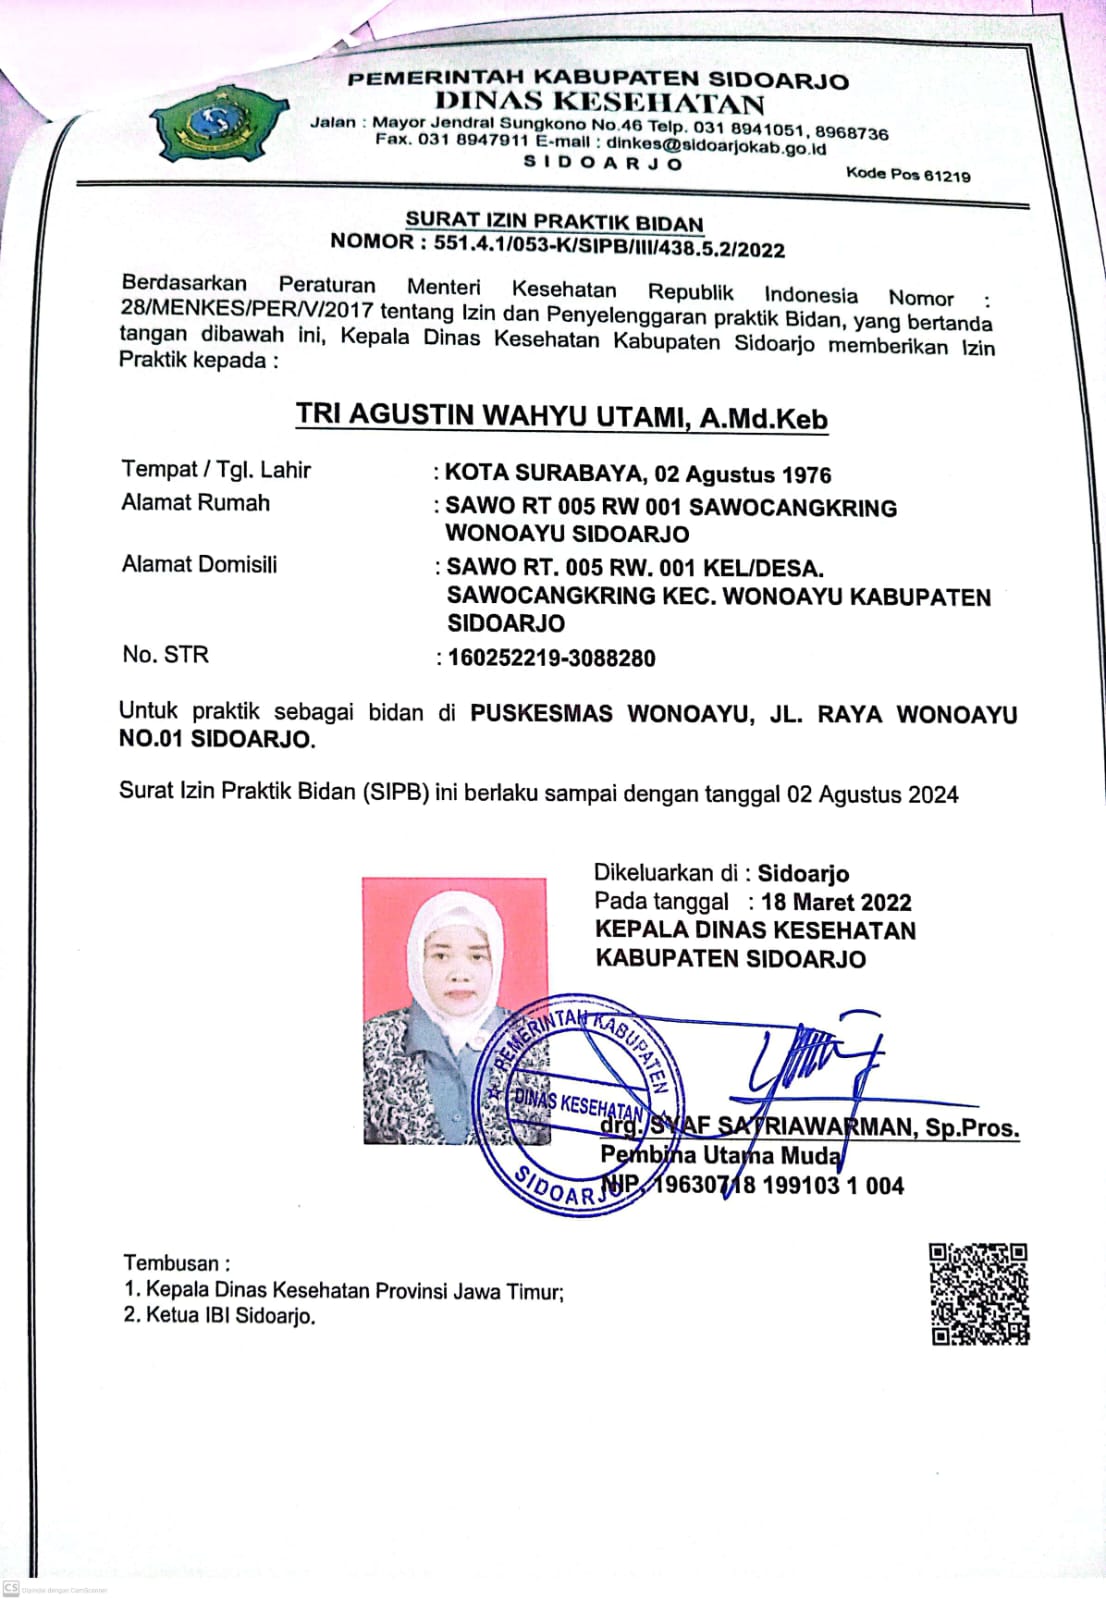 PEMERINTAH KABUPATEN SIDOARJO
DINAS KESEHATAN
Jalan : Mayor Jendral Sungkono No.46 Telp. 031 8941051, 8968736
Fax. 031 8947911 E-mail : dinkes@sidoarjokab.go.id
S I D O A R J O
Kode Pos 61219
SURAT IZIN PRAKTIK BIDAN
NOMOR : 551.4.1/053-K/SIPB/III/438.5.2/2022
Berdasarkan Peraturan Menteri Kesehatan Republik Indonesia Nomor :
28/MENKES/PER/V/2017 tentang Izin dan Penyelenggaran praktik Bidan, yang bertanda
tangan dibawah ini, Kepala Dinas Kesehatan Kabupaten Sidoarjo memberikan Izin
Praktik kepada :
TRI AGUSTIN WAHYU UTAMI, A.Md.Keb
Tempat / Tgl. Lahir : KOTA SURABAYA, 02 Agustus 1976
Alamat Rumah : SAWO RT 005 RW 001 SAWOCANGKRING
WONOAYU SIDOARJO
Alamat Domisili : SAWO RT. 005 RW. 001 KEL/DESA.
SAWOCANGKRING KEC. WONOAYU KABUPATEN
SIDOARJO
No. STR : 160252219-3088280
Untuk praktik sebagai bidan di PUSKESMAS WONOAYU, JL. RAYA WONOAYU
NO.01 SIDOARJO.
Surat Izin Praktik Bidan (SIPB) ini berlaku sampai dengan tanggal 02 Agustus 2024
Dikeluarkan di : Sidoarjo
Pada tanggal : 18 Maret 2022
KEPALA DINAS KESEHATAN
KABUPATEN SIDOARJO
PEMERINTAH KABUPATEN
DINAS KESEHATAN
SIDOARJO
drg. SYAF SATRIAWARMAN, Sp.Pros.
Pembina Utama Muda
NIP. 19630718 199103 1 004
Tembusan :
1. Kepala Dinas Kesehatan Provinsi Jawa Timur;
2. Ketua IBI Sidoarjo.
CS Dipindai dengan CamScanner